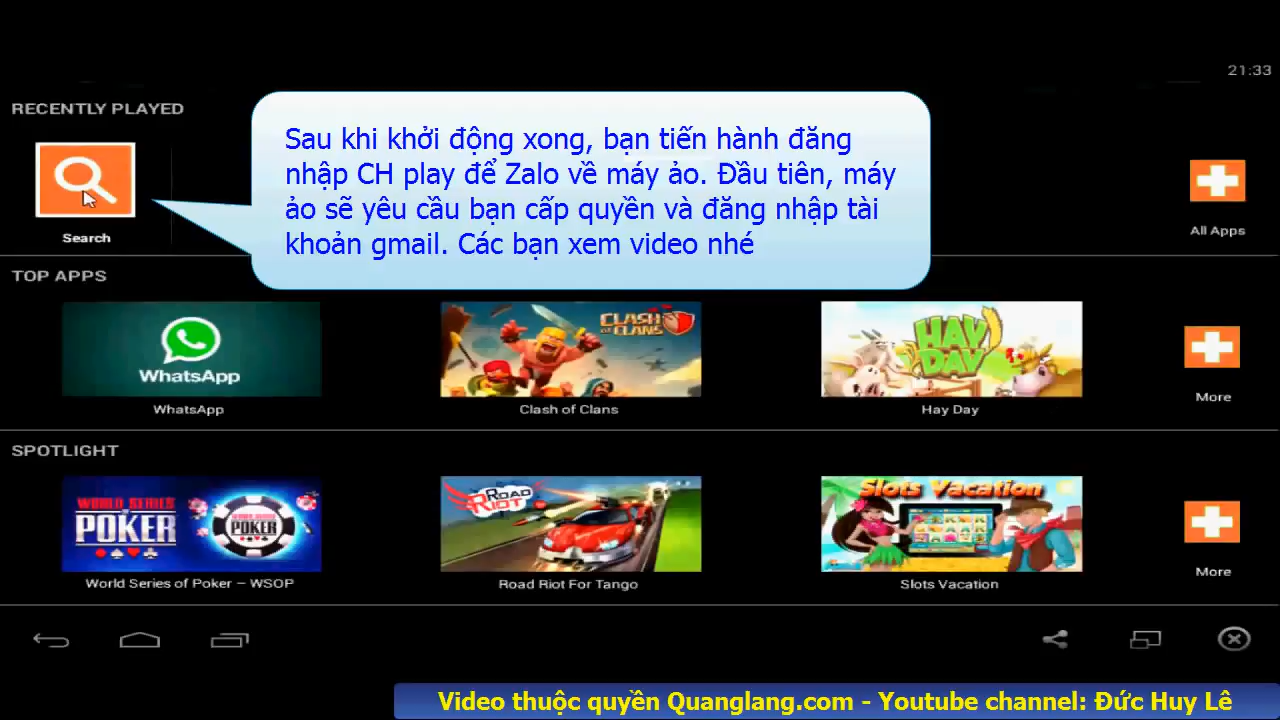 21:33
RECENTLY PLAYED
Sau khi khởi động xong, bạn tiến hành đăng
nhập CH play để Zalo về máy ảo. Đầu tiên, máy
ảo sẽ yêu cầu bạn cấp quyền và đăng nhập tài
khoản gmail. Các bạn xem video nhé
Search
All Apps
TOP APPS
WhatsApp
CLASH OF CLANS
HAY DAY
WhatsApp
Clash of Clans
Hay Day
More
SPOTLIGHT
WORLD SERIES
POKER
POKER
ROAD
RIOT
Slots Vacation
World Series of Poker – WSOP
Road Riot For Tango
Slots Vacation
More
Video thuộc quyền Quanglang.com - Youtube channel: Đức Huy Lê